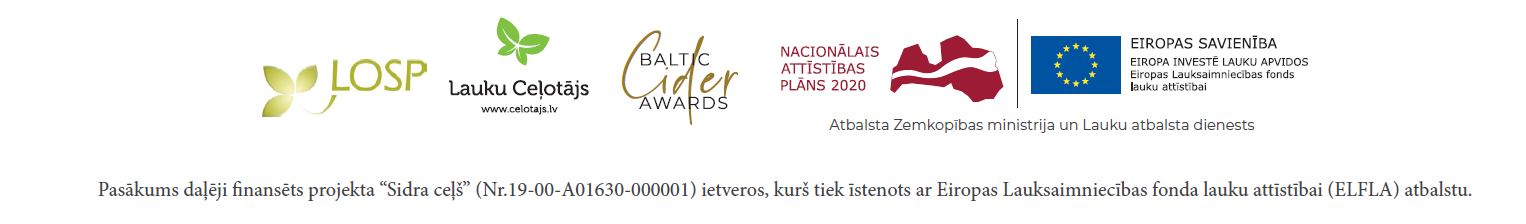 LOSP
Lauku Ceļotājs
www.celotajs.lv
BALTIC
Cider
AWARDS
NACIONĀLAIS
ATTĪSTĪBAS
PLĀNS 2020
EIROPAS SAVIENĪBA
EIROPA INVESTĒ LAUKU APVIDOS
Eiropas Lauksaimniecības fonds
lauku attīstībai
Atbalsta Zemkopības ministrija un Lauku atbalsta dienests
Pasākums daļēji finansēts projekta “Sidra ceļš” (Nr.19-00-A01630-000001) ietveros, kurš tiek īstenots ar Eiropas Lauksaimniecības fonda lauku attīstībai (ELFLA) atbalstu.